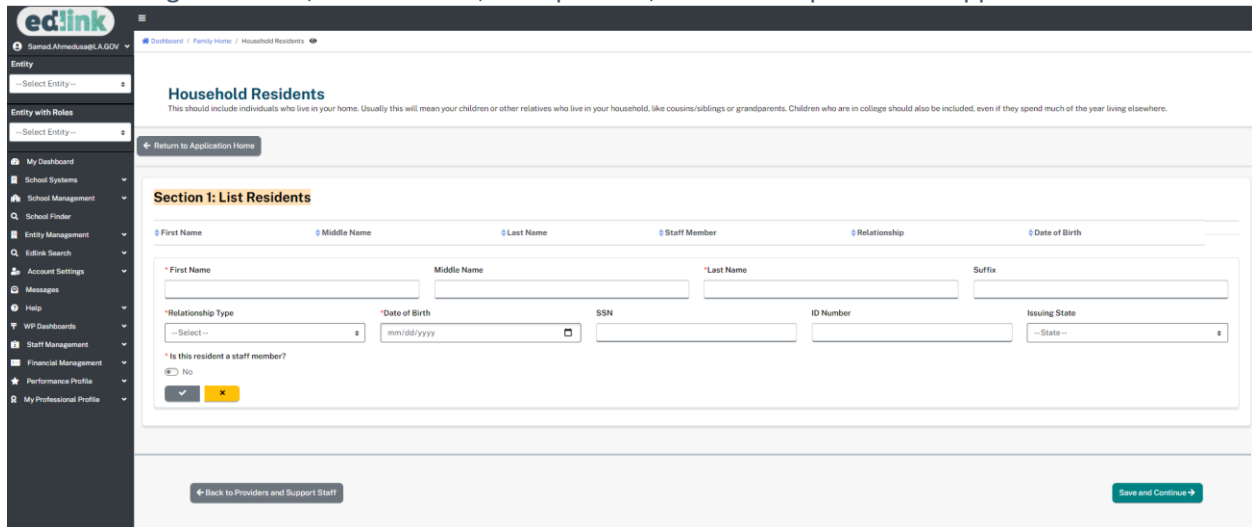 ed:link
Samad.Ahmedusa@LA.GOV
Dashboard / Family Home / Household Residents
Entity
--Select Entity--
Entity with Roles
--Select Entity--
My Dashboard
School Systems
School Management
School Finder
Entity Management
Edlink Search
Account Settings
Messages
Help
WP Dashboards
Staff Management
Financial Management
Performance Profile
My Professional Profile
Household Residents
This should include individuals who live in your home. Usually this will mean your children or other relatives who live in your household, like cousins/siblings or grandparents. Children who are in college should also be included, even if they spend much of the year living elsewhere.
← Return to Application Home
Section 1: List Residents
First Name Middle Name Last Name Staff Member Relationship Date of Birth
* First Name Middle Name *Last Name Suffix
*Relationship Type *Date of Birth SSN ID Number Issuing State
--Select-- mm/dd/yyyy --State--
* Is this resident a staff member?
No
← Back to Providers and Support Staff Save and Continue →